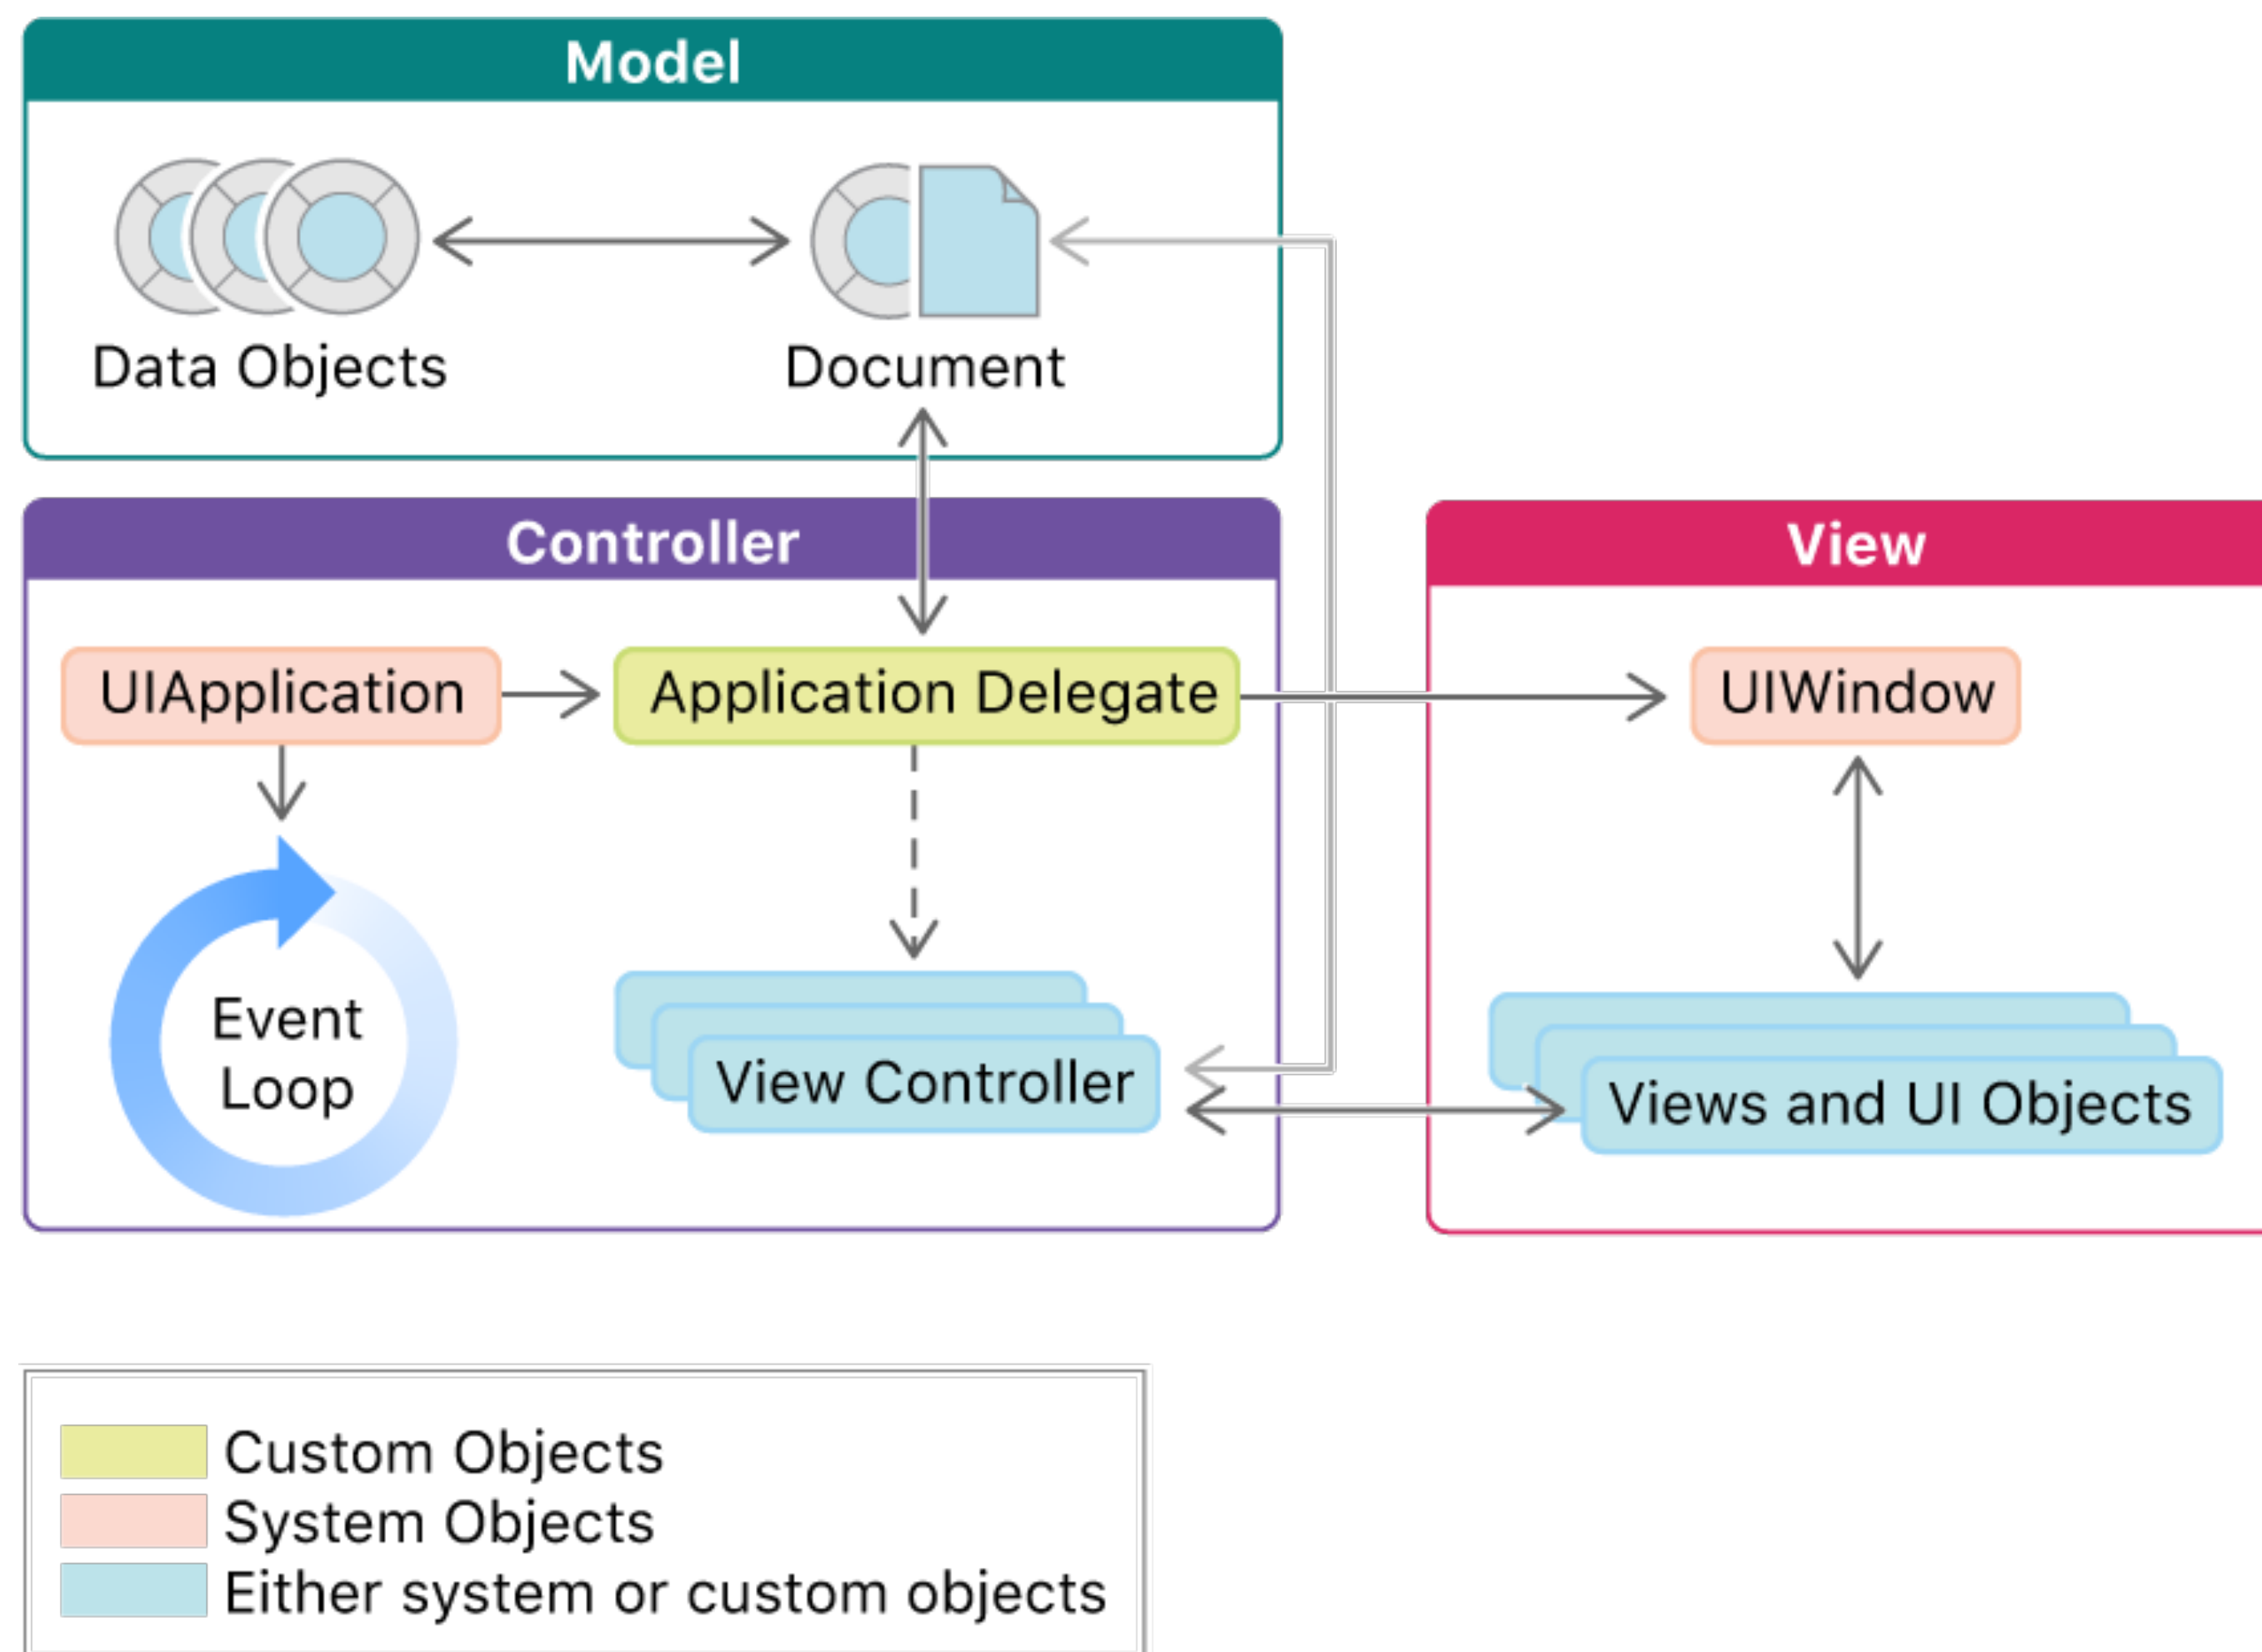 Model
Data Objects
Document
Controller
View
UIApplication
Application Delegate
UIWindow
Event
Loop
View Controller
Views and UI Objects
Custom Objects
System Objects
Either system or custom objects